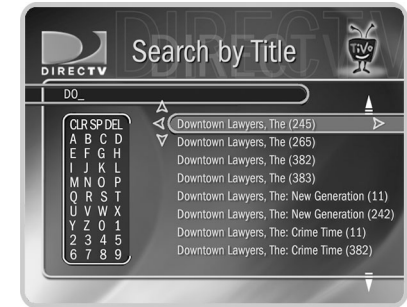 DIRECTV
Search by Title
TiVo
DIRECTV
DO_
CLR SP DEL
A B C D
E F G H
I J K L
M N O P
Q R S T
U V W X
Y Z 0 1
2 3 4 5
6 7 8 9
Downtown Lawyers, The (245)
Downtown Lawyers, The (265)
Downtown Lawyers, The (382)
Downtown Lawyers, The (383)
Downtown Lawyers, The: New Generation (11)
Downtown Lawyers, The: New Generation (242)
Downtown Lawyers, The: Crime Time (11)
Downtown Lawyers, The: Crime Time (382)